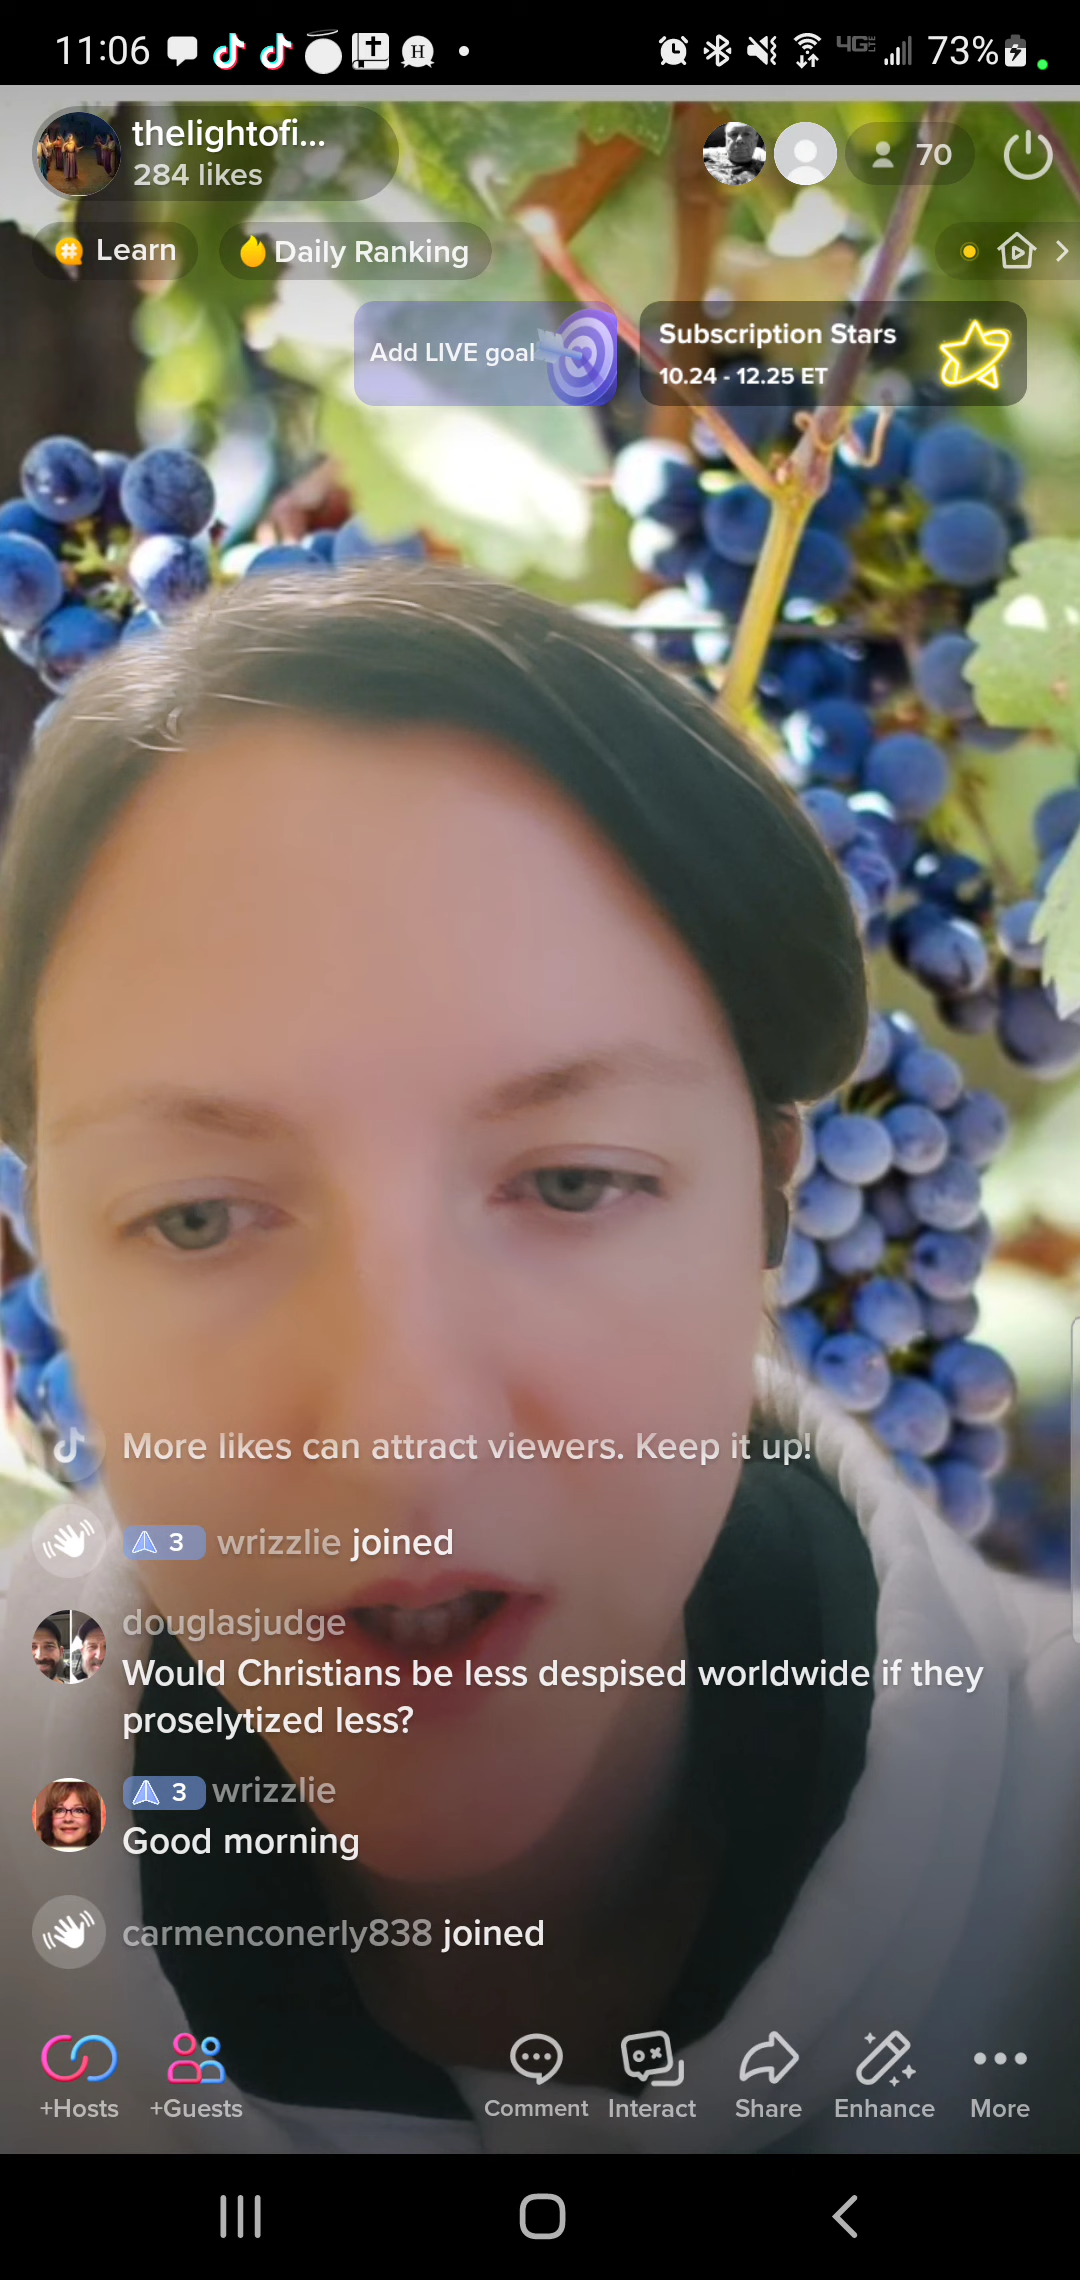 11:06
4G LTE 73%
thelightofi...
284 likes
70
Learn
Daily Ranking
Add LIVE goal
Subscription Stars
10.24 - 12.25 ET
More likes can attract viewers. Keep it up!
3 wrizzlie joined
douglasjudge
Would Christians be less despised worldwide if they
proselytized less?
3 wrizzlie
Good morning
carmenconerly838 joined
+Hosts +Guests Comment Interact Share Enhance More